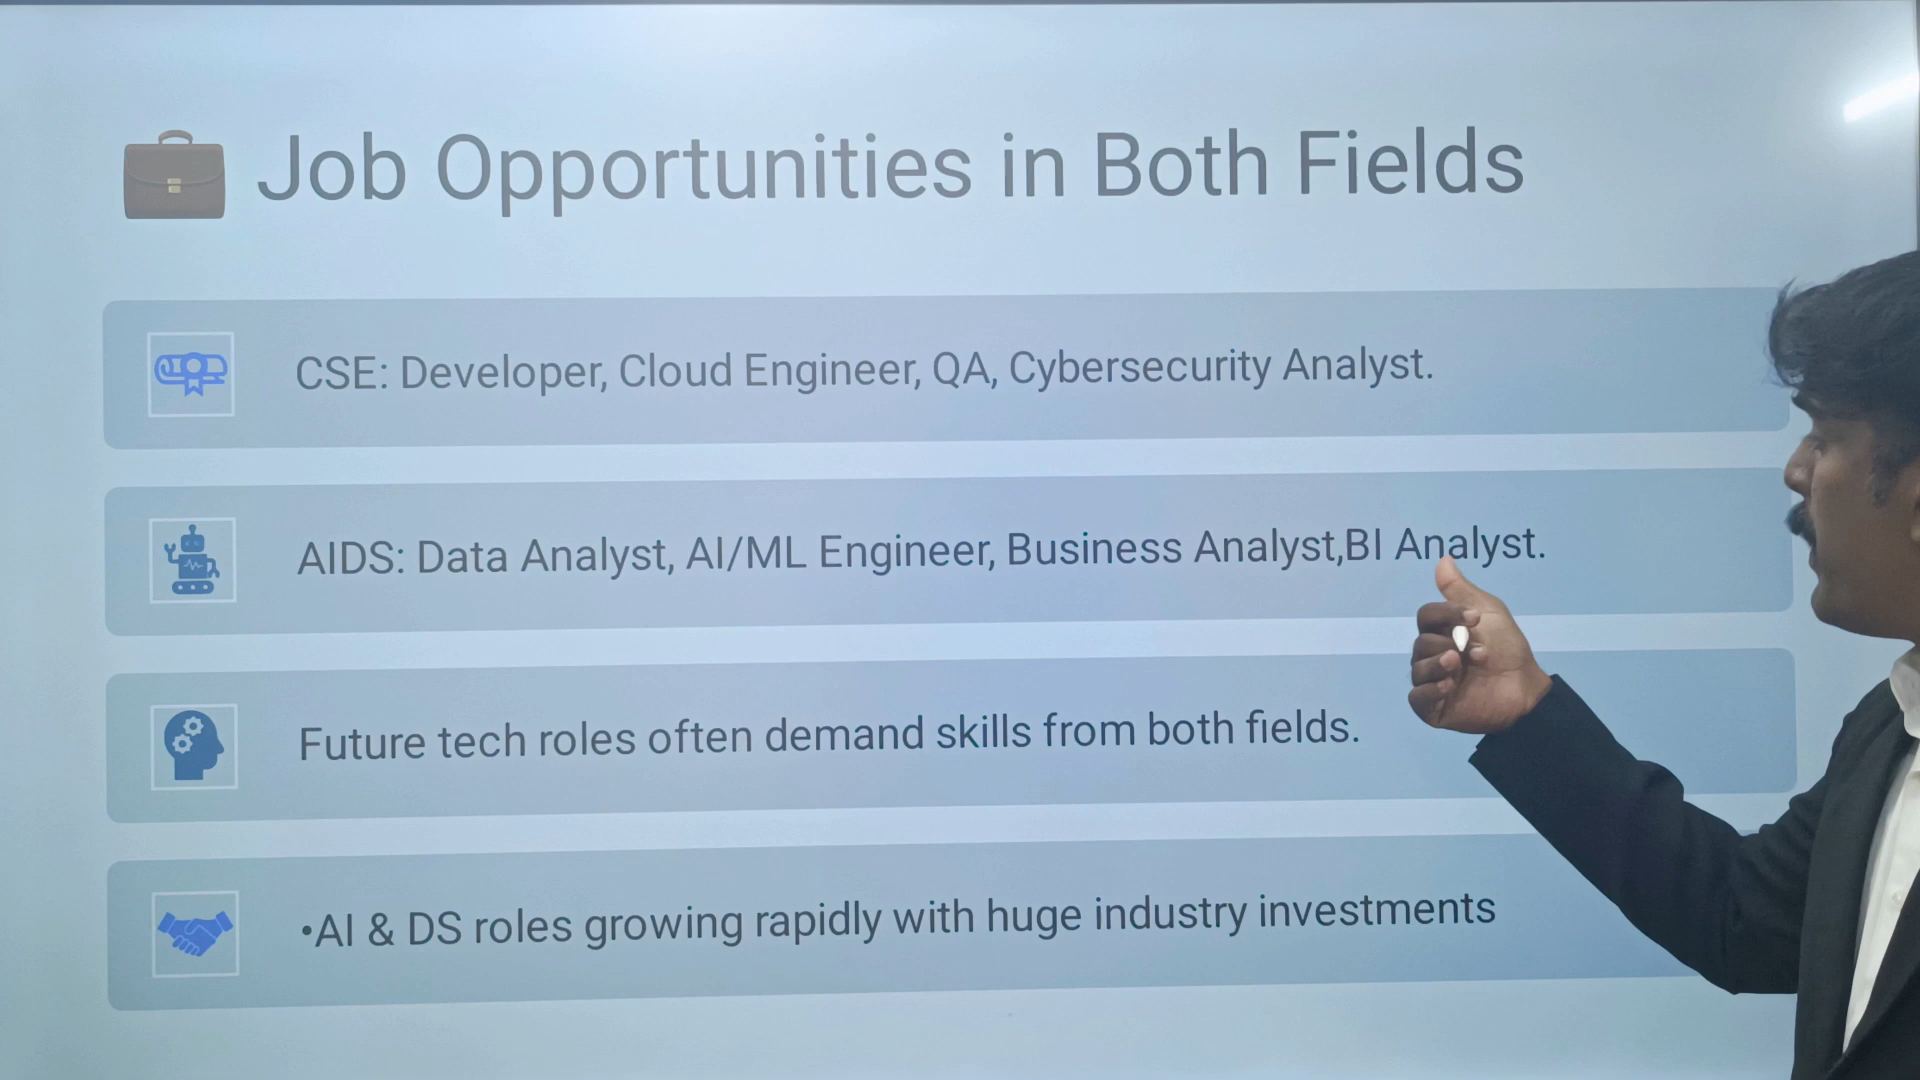 Job Opportunities in Both Fields
CSE: Developer, Cloud Engineer, QA, Cybersecurity Analyst.
AIDS: Data Analyst, AI/ML Engineer, Business Analyst,BI Analyst.
Future tech roles often demand skills from both fields.
•AI & DS roles growing rapidly with huge industry investments